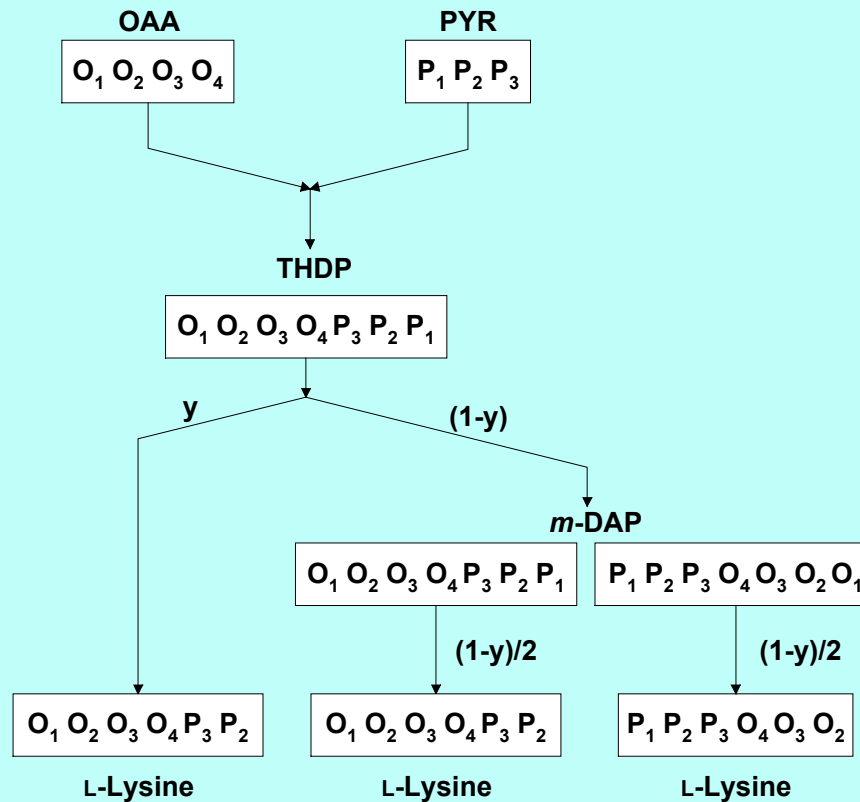 OAA PYR
O₁ O₂ O₃ O₄ P₁ P₂ P₃
THDP
O₁ O₂ O₃ O₄ P₃ P₂ P₁
y (1-y)
m-DAP
O₁ O₂ O₃ O₄ P₃ P₂ P₁ P₁ P₂ P₃ O₄ O₃ O₂ O₁
(1-y)/2 (1-y)/2
O₁ O₂ O₃ O₄ P₃ P₂ O₁ O₂ O₃ O₄ P₃ P₂ P₁ P₂ P₃ O₄ O₃ O₂
L-Lysine L-Lysine L-Lysine